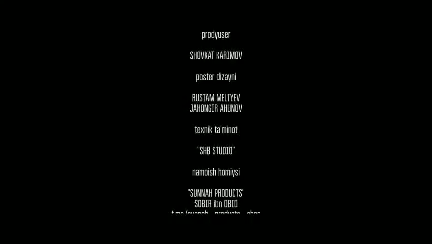 prodyuser
SHOVKAT KARIMOV
poster dizayni
RUSTAM MELIYEV
JAHONGIR AHUNOV
texnik ta'minot
"SHB STUDIO"
namoish homiysi
"SUNNAH PRODUCTS"
SOBIR ibn OBID